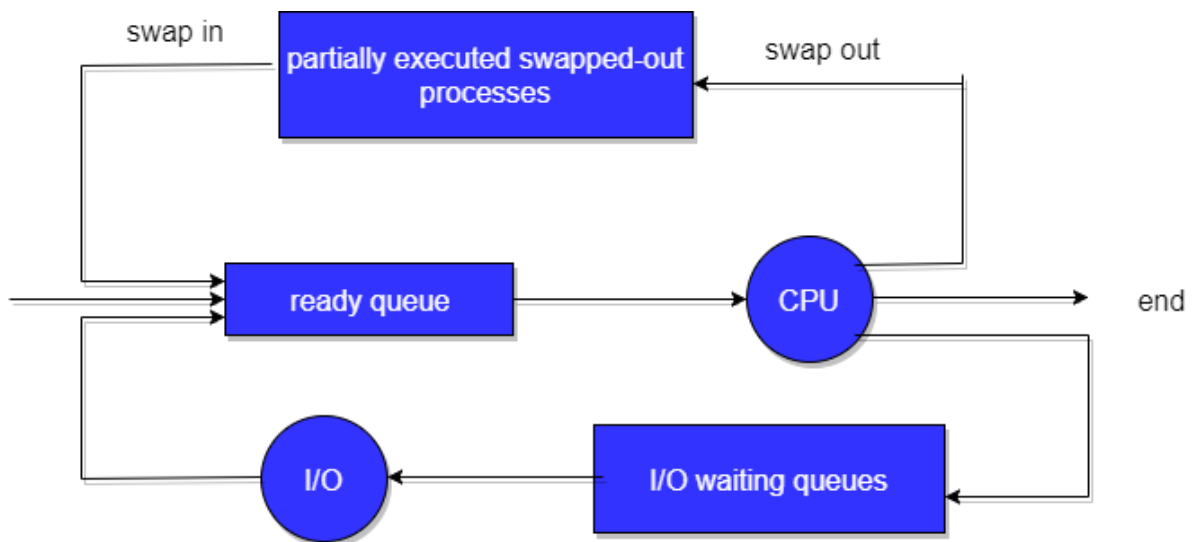 swap in
partially executed swapped-out
processes
swap out
ready queue
CPU
end
I/O
I/O waiting queues